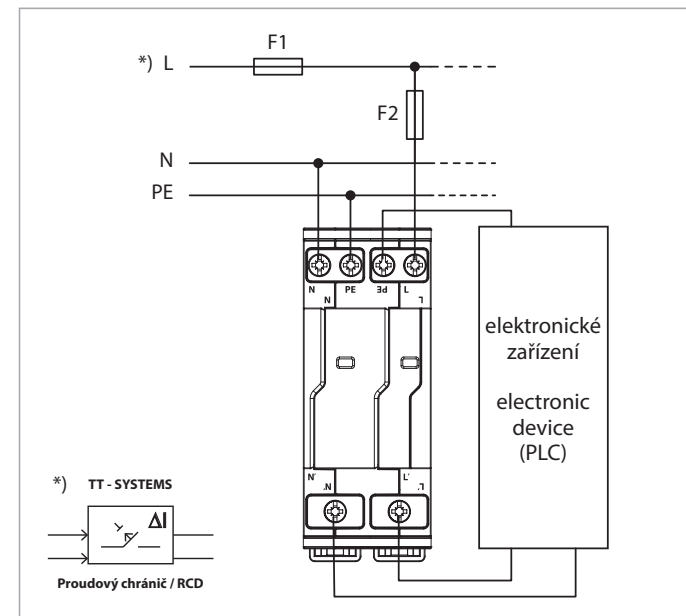 F1
*) L
F2
N
PE
N PE PE L
N L
elektronické
zařízení
electronic
device
(PLC)
N' L'
N' L'
*) TT - SYSTEMS
ΔI
Proudový chránič / RCD